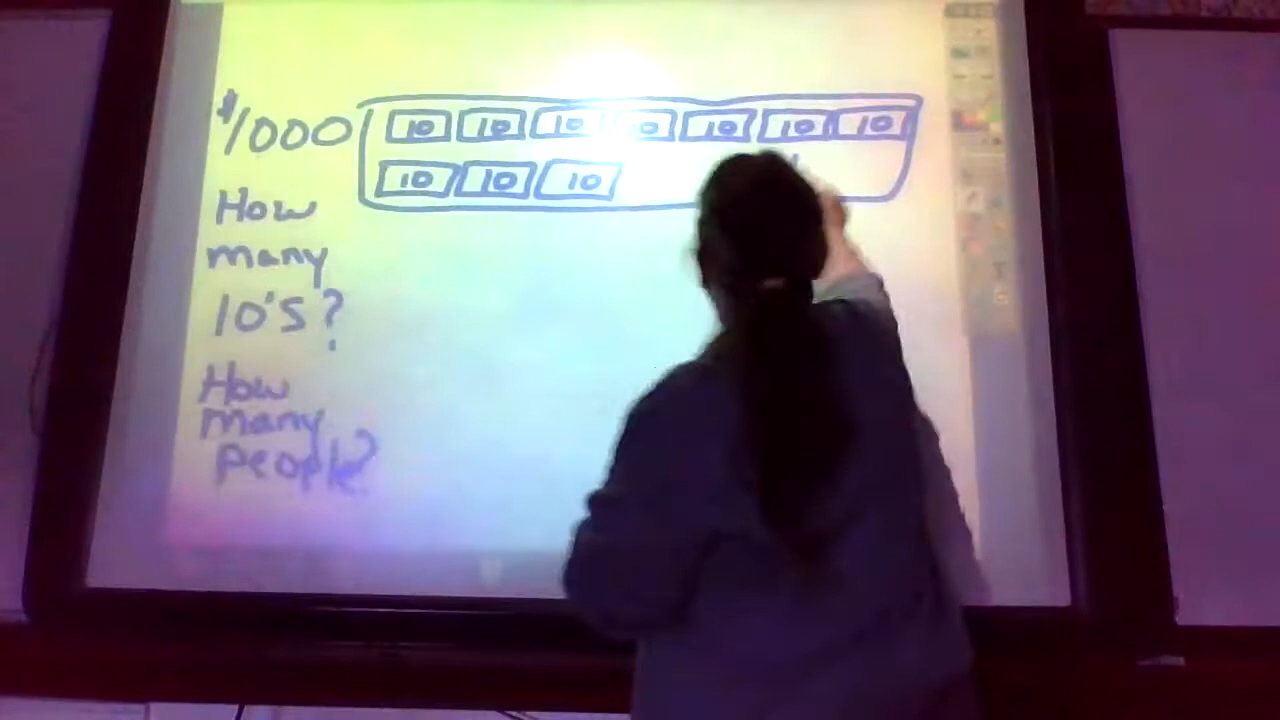 $1000 10 10 10 10 10 10 10
10 10 10
How
many
10's?
How
many
people?